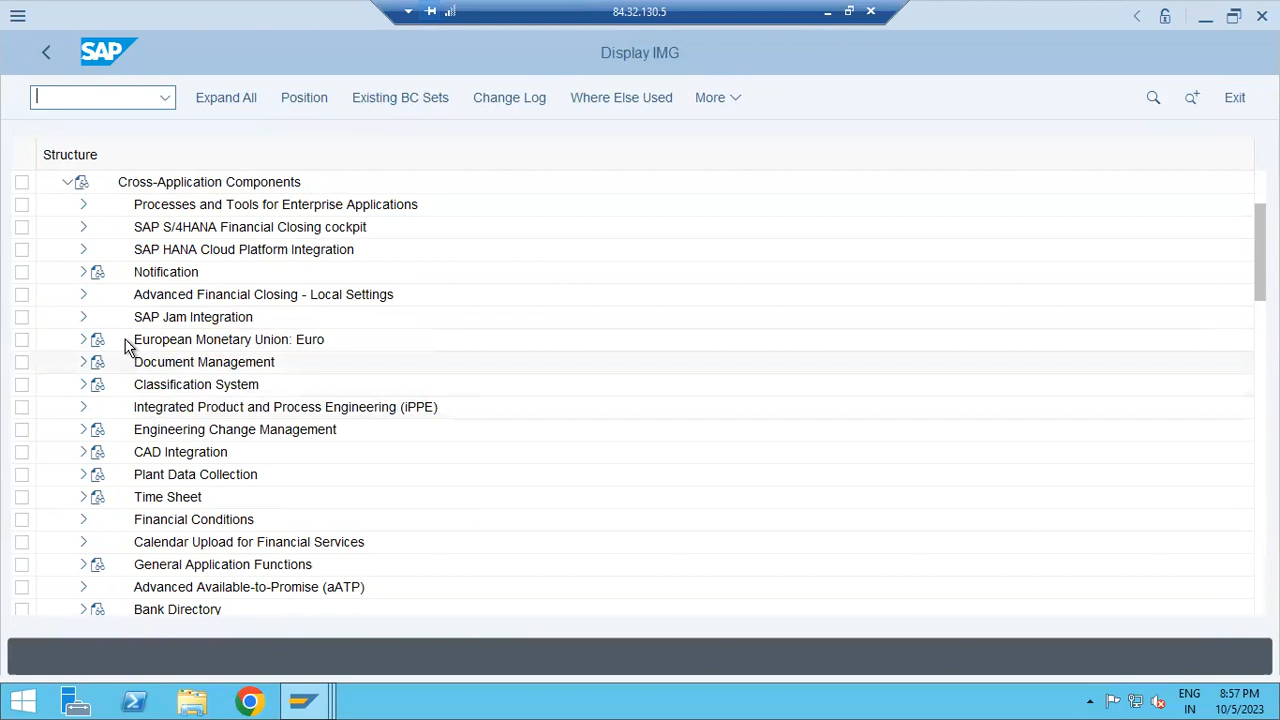 84.32.130.5
SAP
Display IMG
Expand All
Position
Existing BC Sets
Change Log
Where Else Used
More
Exit
Structure
Cross-Application Components
Processes and Tools for Enterprise Applications
SAP S/4HANA Financial Closing cockpit
SAP HANA Cloud Platform Integration
Notification
Advanced Financial Closing - Local Settings
SAP Jam Integration
European Monetary Union: Euro
Document Management
Classification System
Integrated Product and Process Engineering (iPPE)
Engineering Change Management
CAD Integration
Plant Data Collection
Time Sheet
Financial Conditions
Calendar Upload for Financial Services
General Application Functions
Advanced Available-to-Promise (aATP)
Bank Directory
ENG
IN
8:57 PM
10/5/2023